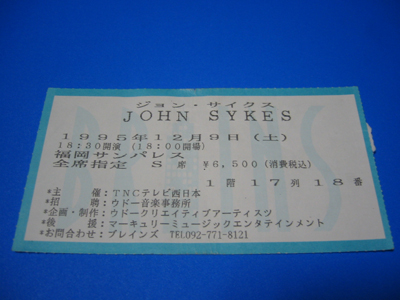 ジョン・サイクス
JOHN SYKES
1995年12月9日(土)
18:30開演 (18:00開場)
福岡サンパレス
全席指定 S 席 ¥6,500(消費税込)
1階17列18番
*主 催:TNCテレビ西日本
*招 聘:ウドー音楽事務所
*企画・制作:ウドークリエイティブアーティスツ
*後 援:マーキュリーミュージックエンタテインメント
*お問合わせ:ブレインズ TEL092-771-8121